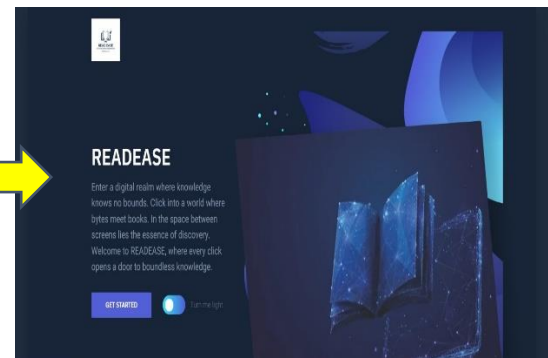 READEASE
Enter a digital realm where knowledge
knows no bounds. Click into a world where
bytes meet books. In the space between
screens lies the essence of discovery.
Welcome to READEASE, where every click
opens a door to boundless knowledge.
GET STARTED
Turn me light